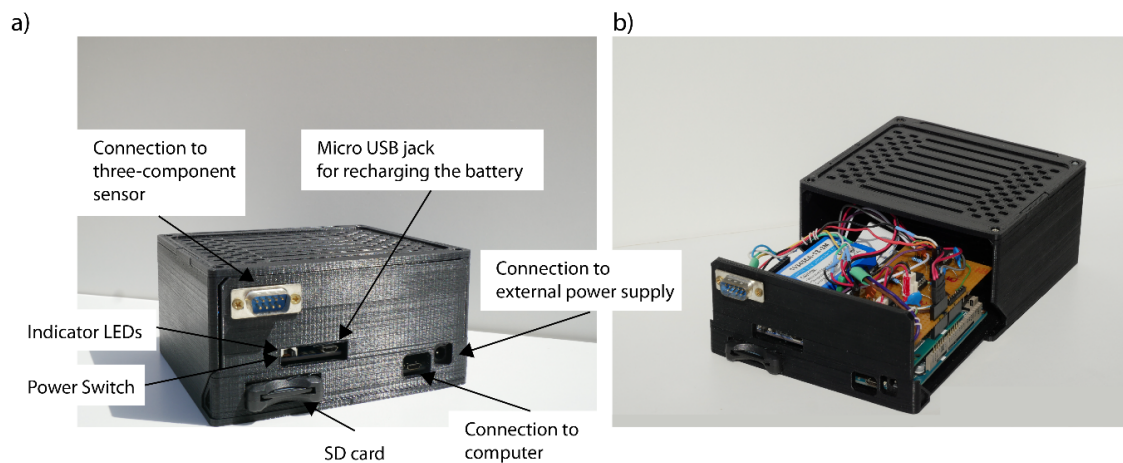 a)
b)
Connection to
three-component
sensor
Micro USB jack
for recharging the battery
Connection to
external power supply
Indicator LEDs
Power Switch
SD card
Connection to
computer